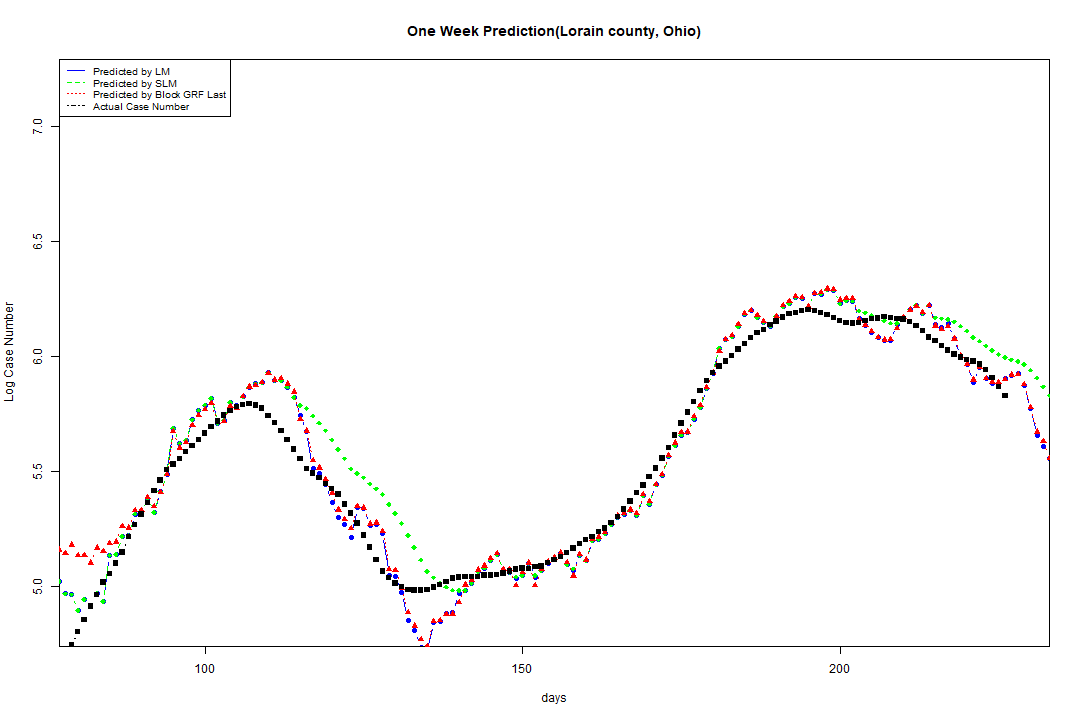 One Week Prediction(Lorain county, Ohio)
Predicted by LM
Predicted by SLM
Predicted by Block GRF Last
Actual Case Number
7.0
6.5
6.0
5.5
5.0
Log Case Number
100
150
200
days